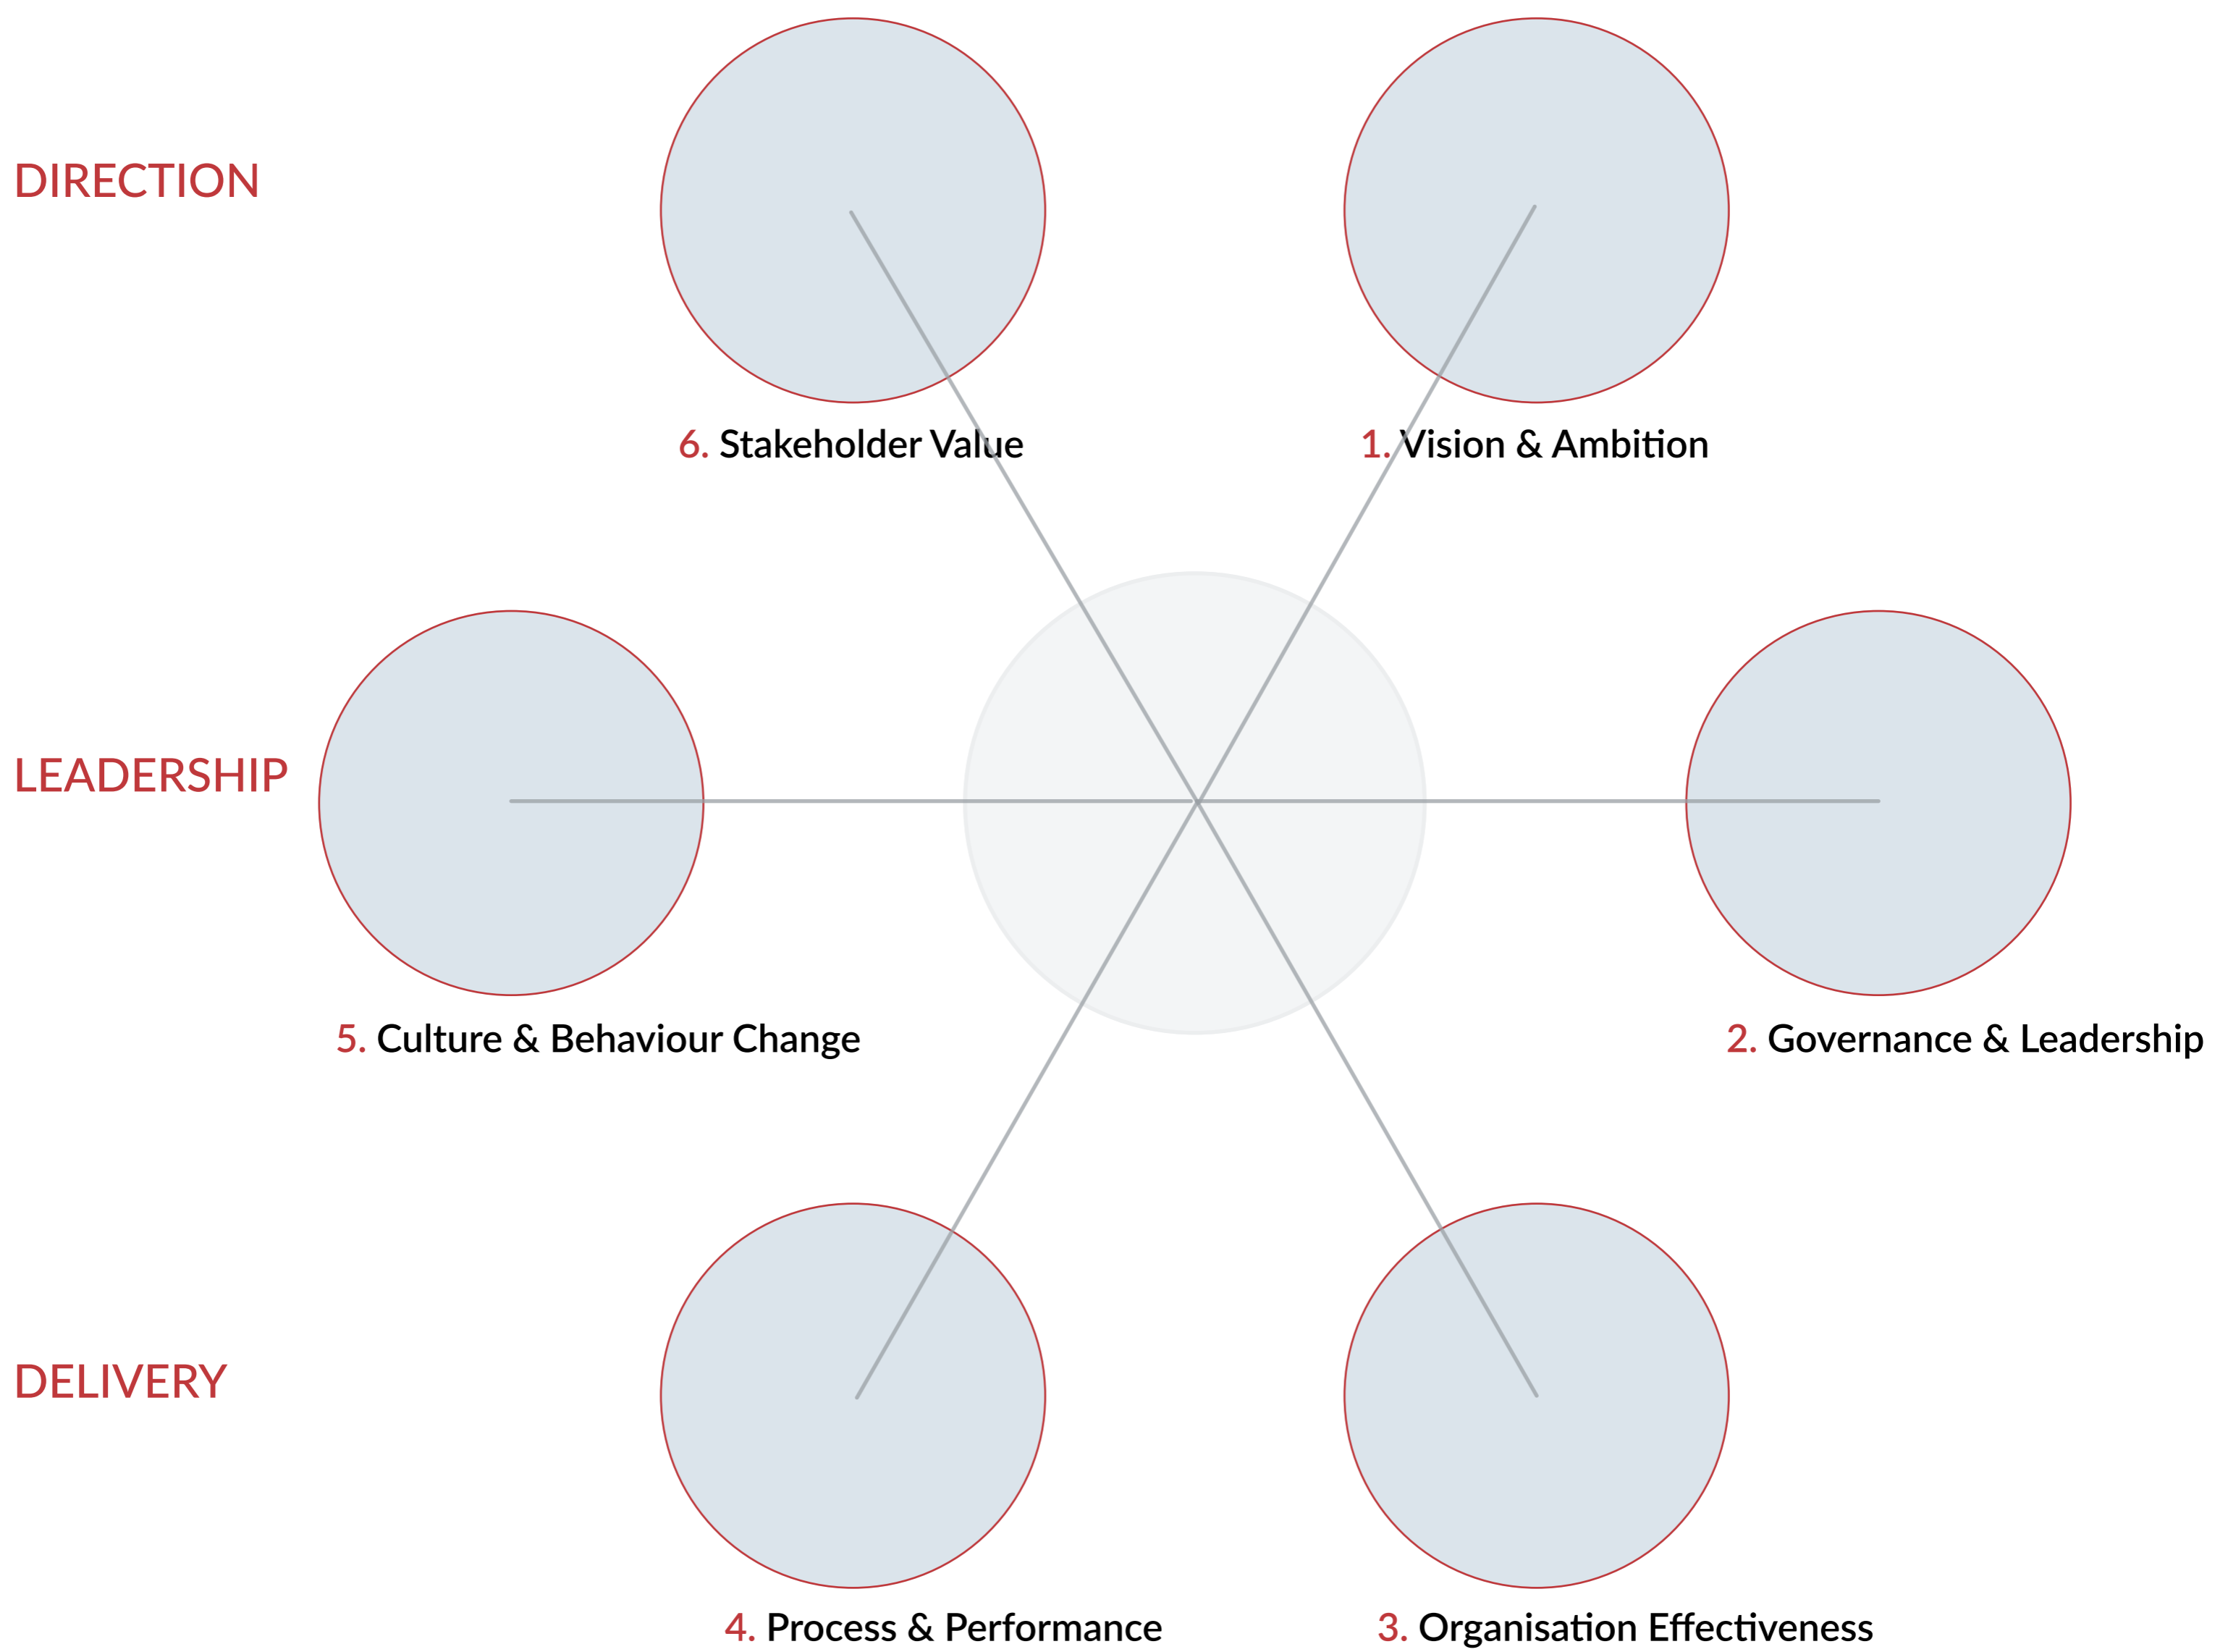 DIRECTION
6. Stakeholder Value
1. Vision & Ambition
LEADERSHIP
5. Culture & Behaviour Change
2. Governance & Leadership
DELIVERY
4. Process & Performance
3. Organisation Effectiveness